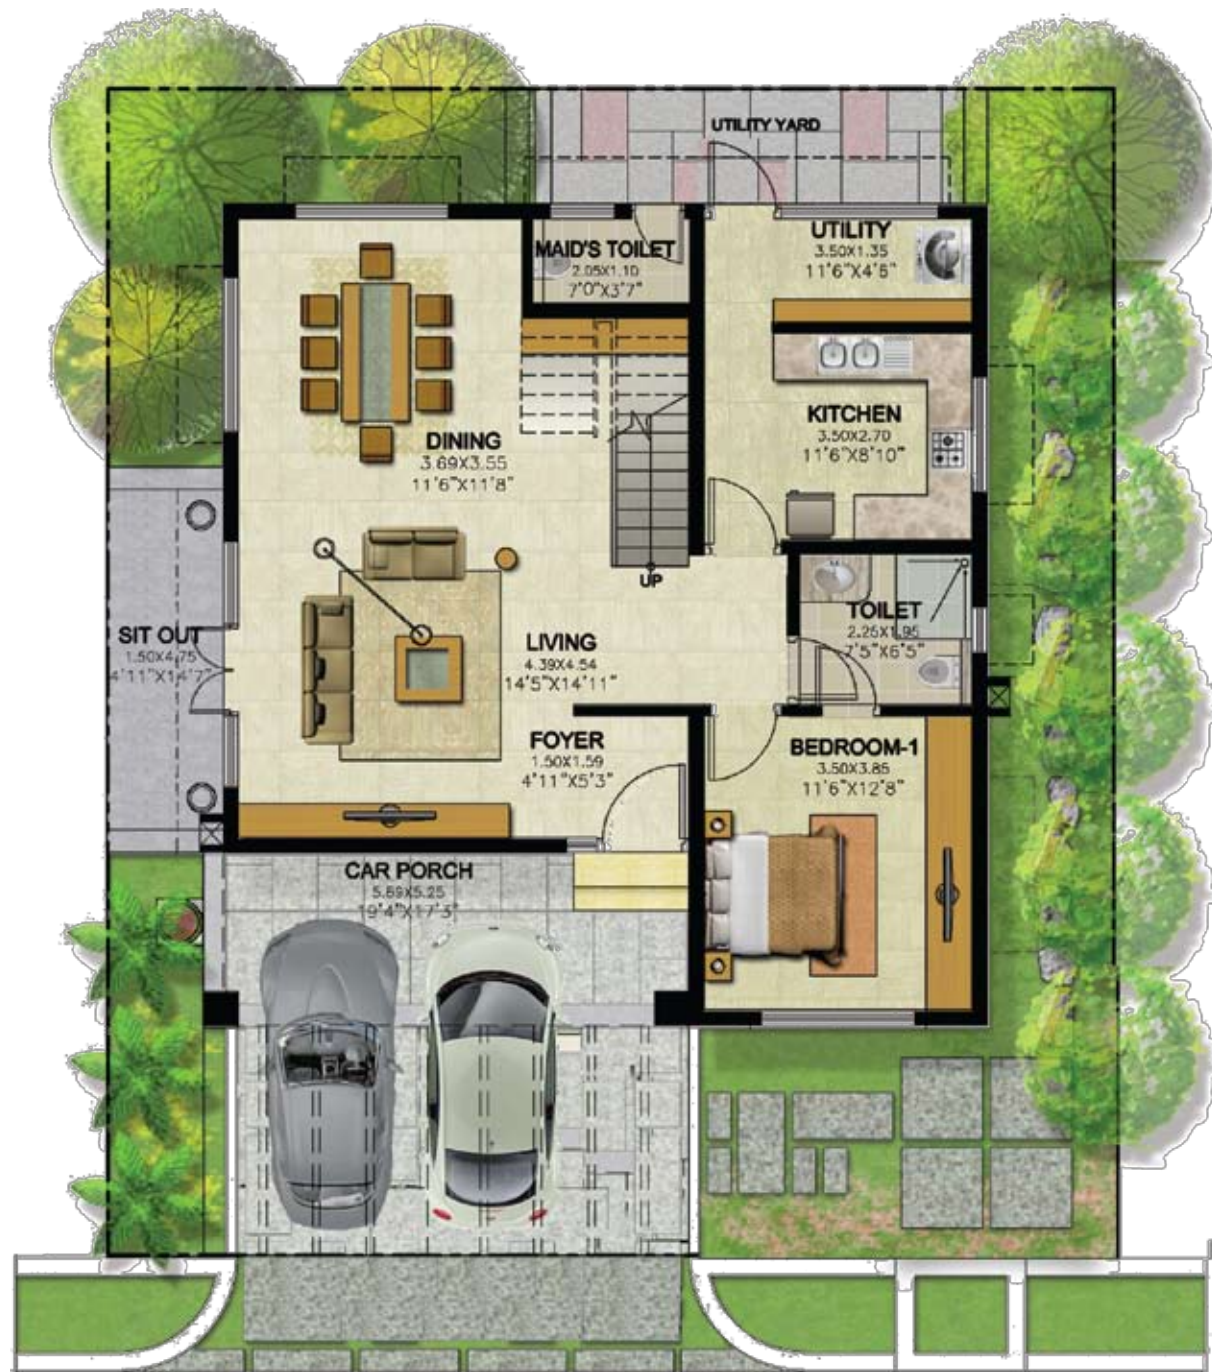 UTILITY YARD
UTILITY
3.50X1.35
11'6"X4'5"
MAID'S TOILET
2.05X1.10
7'0"X3'7"
KITCHEN
3.50X2.70
11'6"X8'10"
DINING
3.69X3.55
11'6"X11'8"
UP
TOILET
2.25X1.95
7'5"X6'5"
SIT OUT
1.50X4.75
4'11"X14'7"
LIVING
4.39X4.54
14'5"X14'11"
FOYER
1.50X1.59
4'11"X5'3"
BEDROOM-1
3.50X3.85
11'6"X12'8"
CAR PORCH
5.89X5.25
19'4"X17'3"